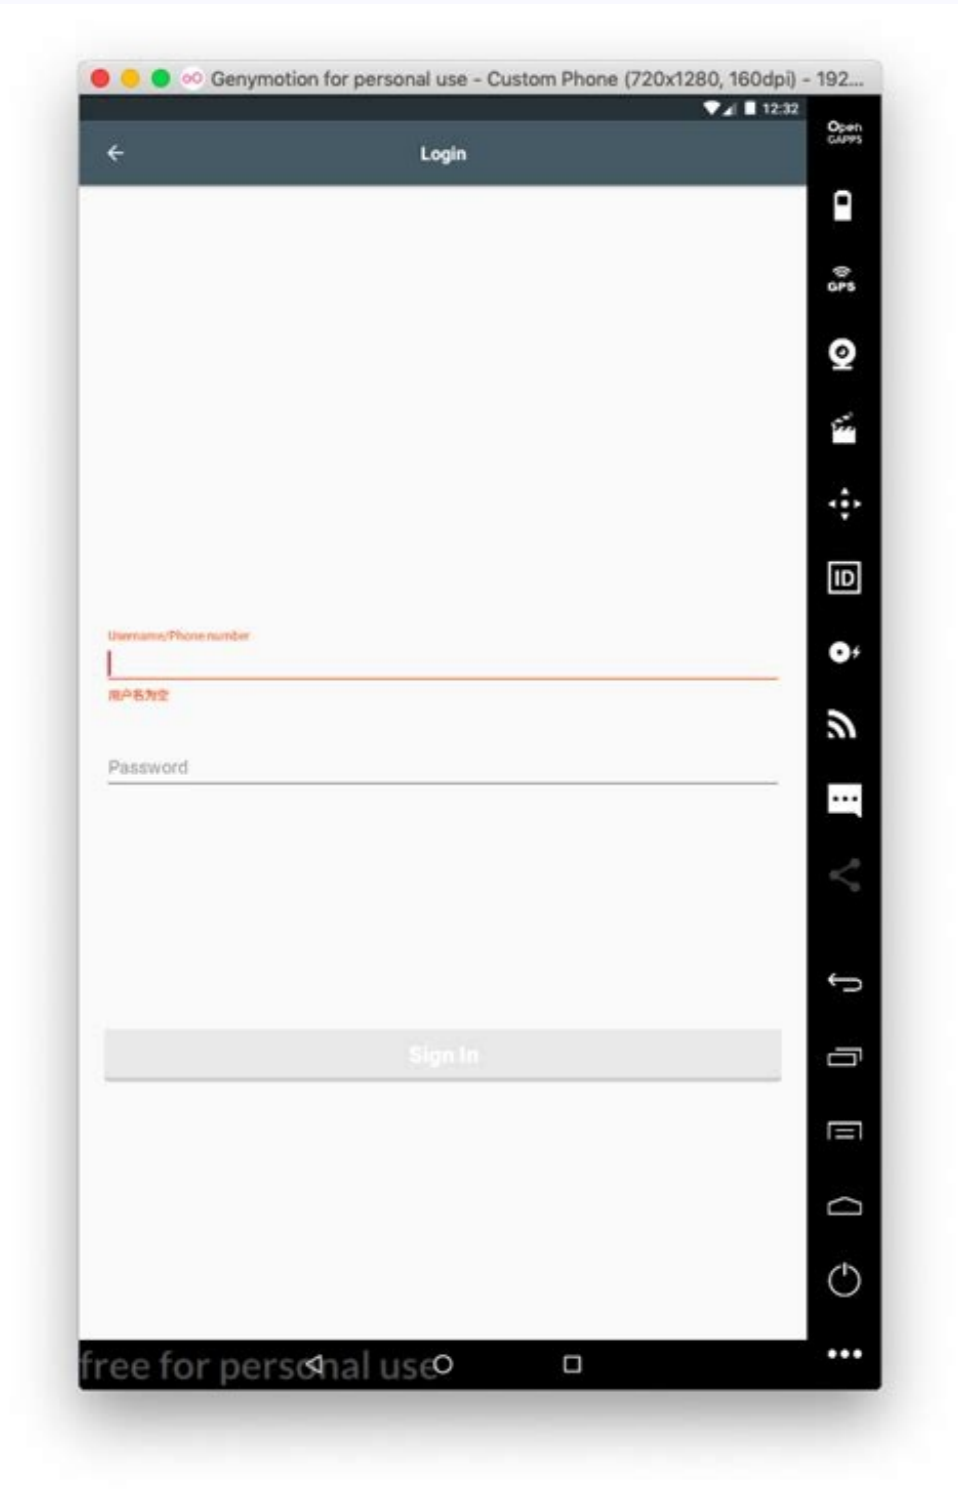 Genymotion for personal use - Custom Phone (720x1280, 160dpi) - 192...
12:32
Open
GAPPS
Login
GPS
ID
Username/Phone number
用户名为空
Password
Sign In
free for personal use